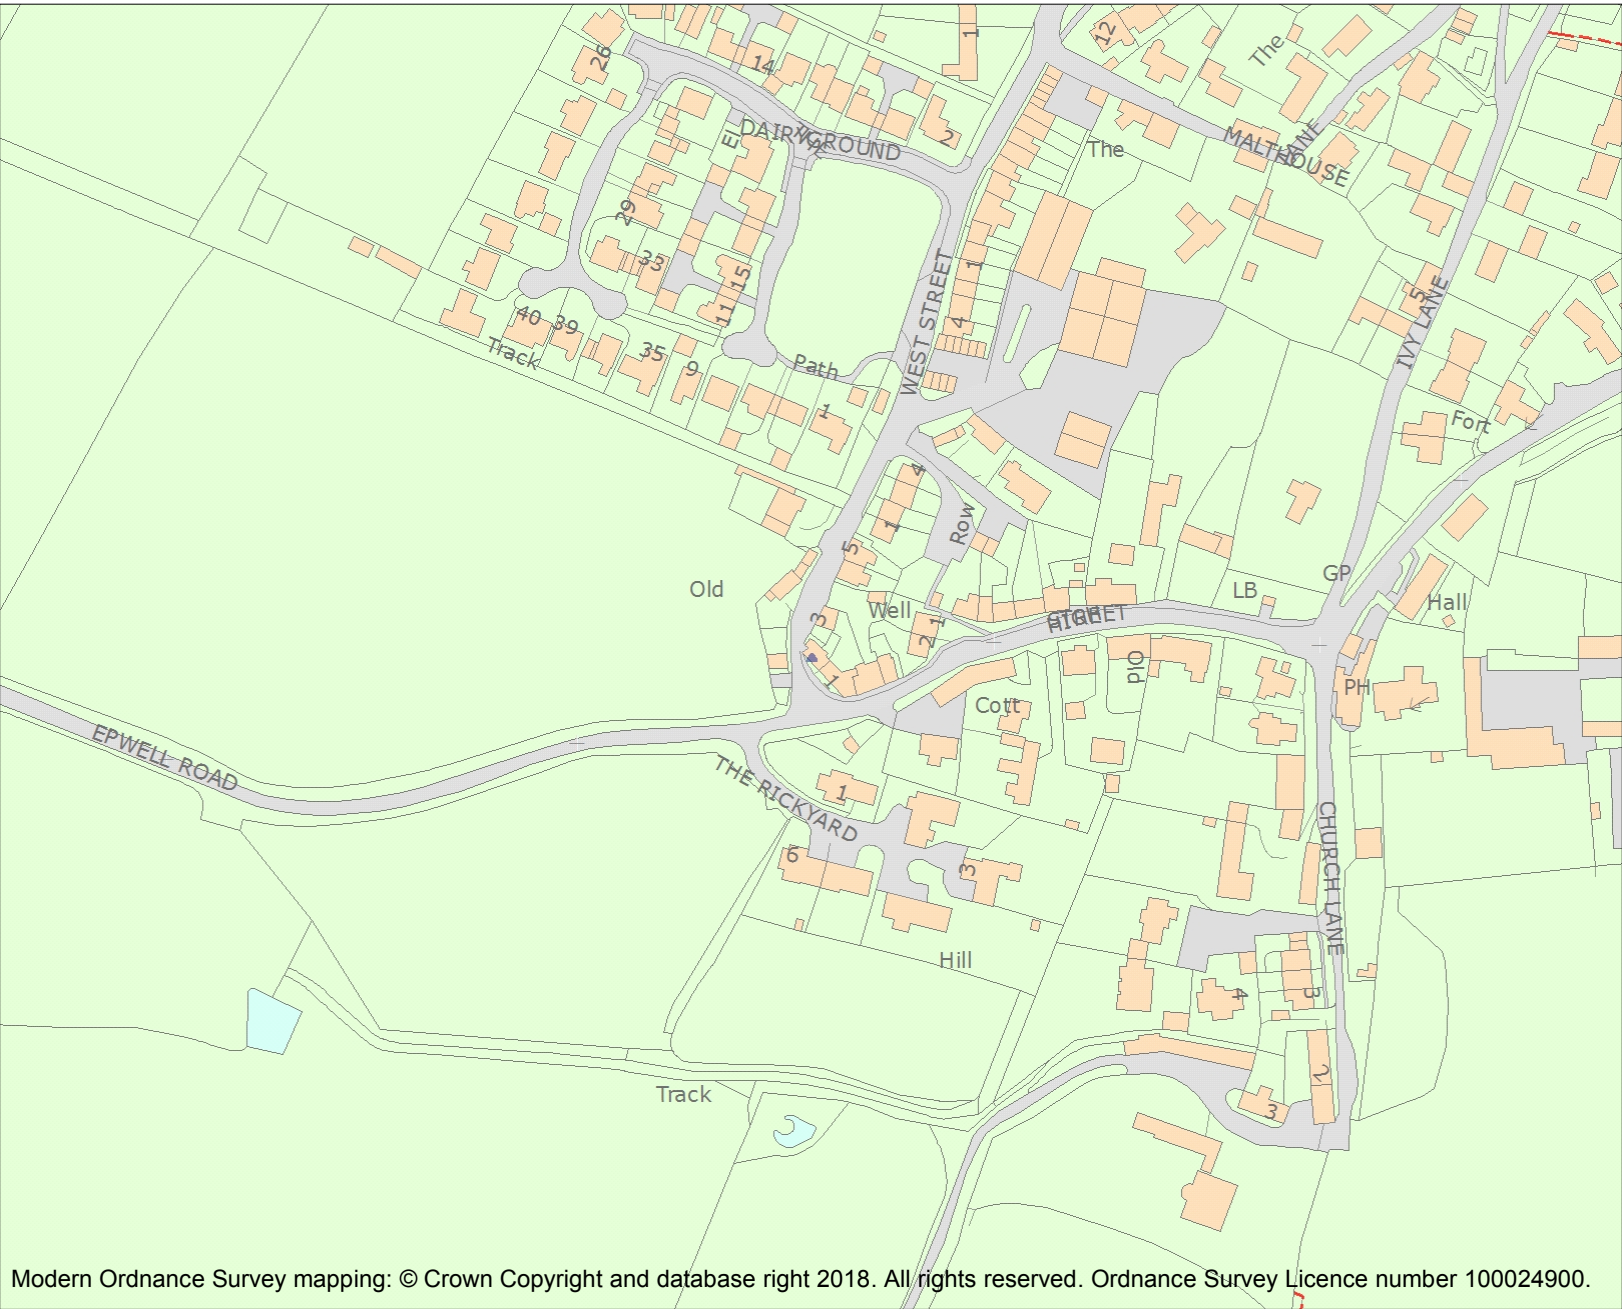 1
12
The
26
14
2
El
DAIRYGROUND
The
MALTHOUSE
LANE
29
33
15
11
1
WEST STREET
4
5
IVY LANE
40
39
35
9
Track
Path
1
Fort
4
1
Row
5
Old
Well
3
2
1
1
HIGH STREET
LB
GP
Hall
Old
PH
Cott
EPWELL ROAD
THE RICKYARD
1
6
3
CHURCH LANE
Hill
4
3
2
3
Track
Modern Ordnance Survey mapping: © Crown Copyright and database right 2018. All rights reserved. Ordnance Survey Licence number 100024900.